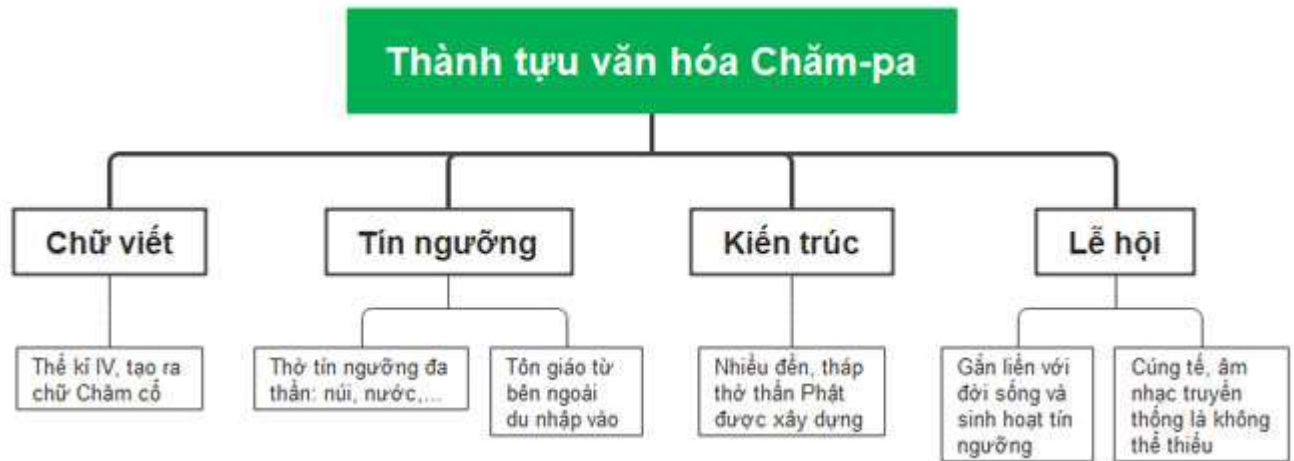 Thành tựu văn hóa Chăm-pa
Chữ viết
Tín ngưỡng
Kiến trúc
Lễ hội
Thế kỉ IV, tạo ra
chữ Chăm cổ
Thờ tín ngưỡng đa
thần: núi, nước,...
Tôn giáo từ
bên ngoài
du nhập vào
Nhiều đền, tháp
thờ thần Phật
được xây dựng
Gắn liền với
đời sống và
sinh hoạt tín
ngưỡng
Cúng tế, âm
nhạc truyền
thống là không
thể thiếu